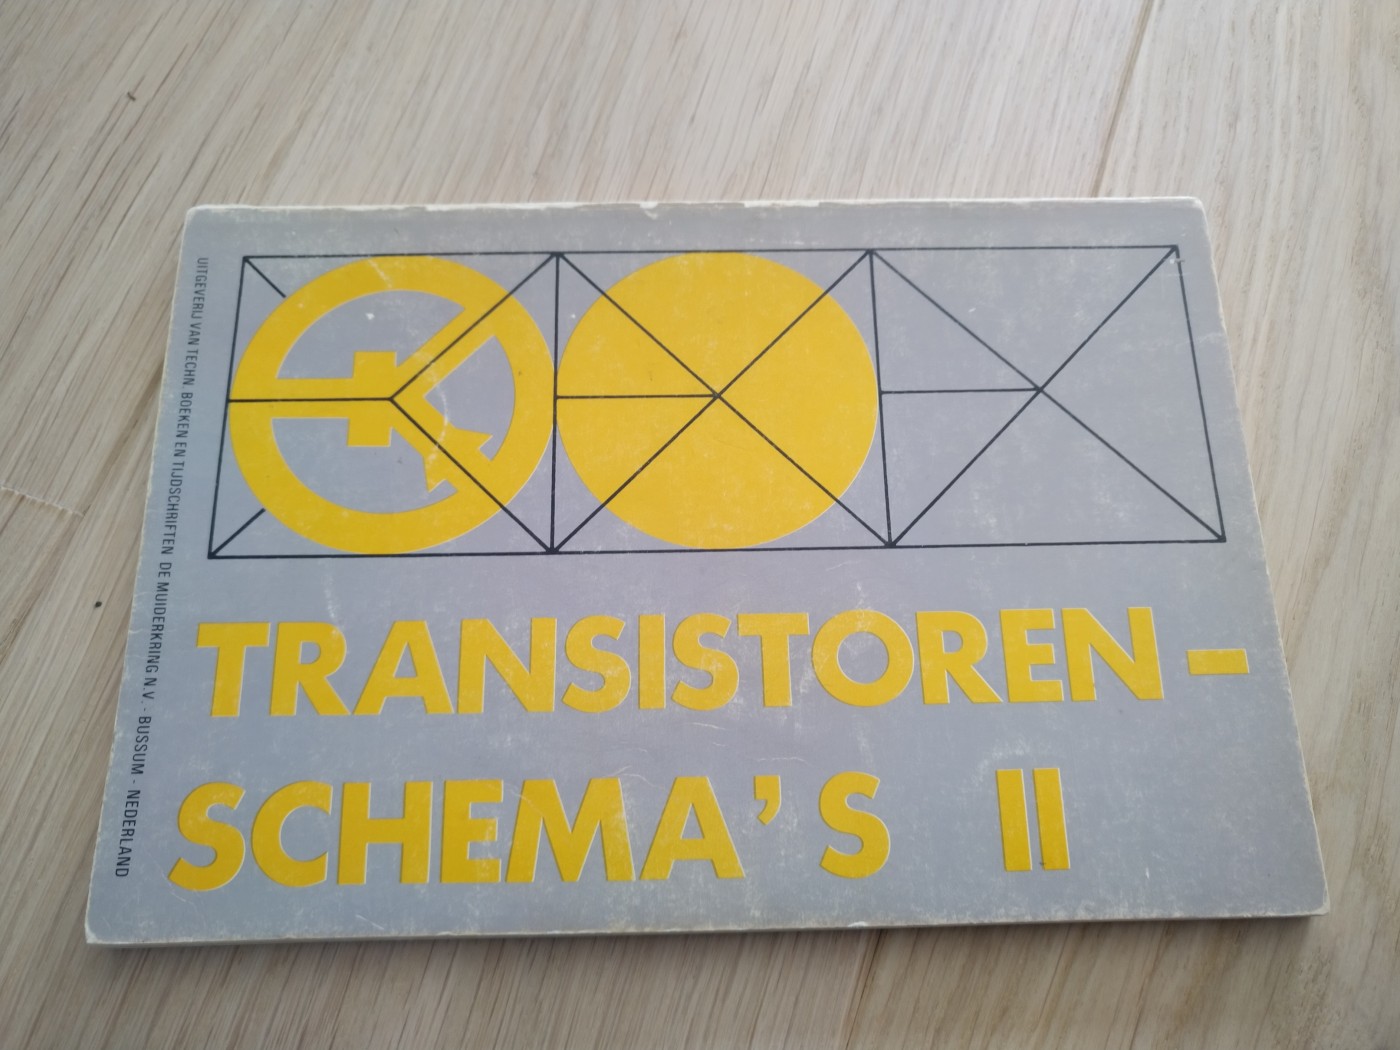 UITGEVERIJ VAN TECHN. BOEKEN EN TIJDSCHRIFTEN DE MUIDERKRING N.V. - BUSSUM - NEDERLAND
TRANSISTOREN-
SCHEMA'S II